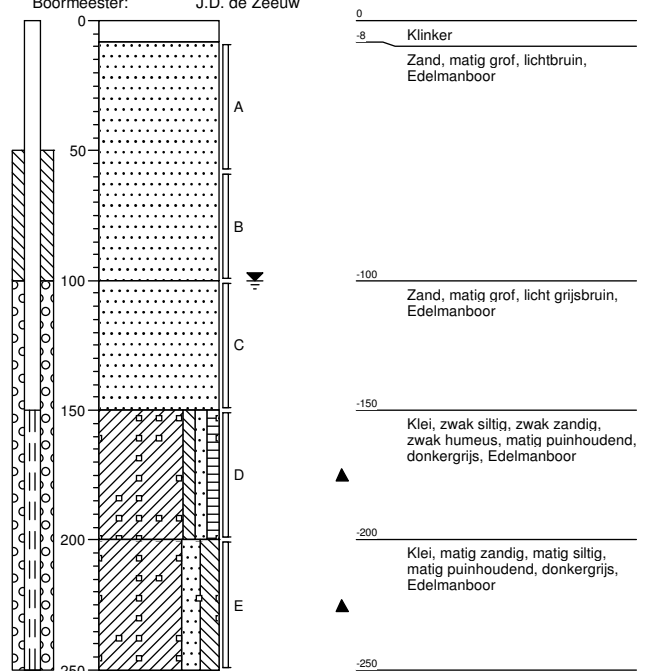 Boormeester: J.D. de Zeeuw
0
50
100
150
200
250
A
B
C
D
E
0
-8
Klinker
Zand, matig grof, lichtbruin,
Edelmanboor
-100
Zand, matig grof, licht grijsbruin,
Edelmanboor
-150
Klei, zwak siltig, zwak zandig,
zwak humeus, matig puinhoudend,
donkergrijs, Edelmanboor
-200
Klei, matig zandig, matig siltig,
matig puinhoudend, donkergrijs,
Edelmanboor
-250